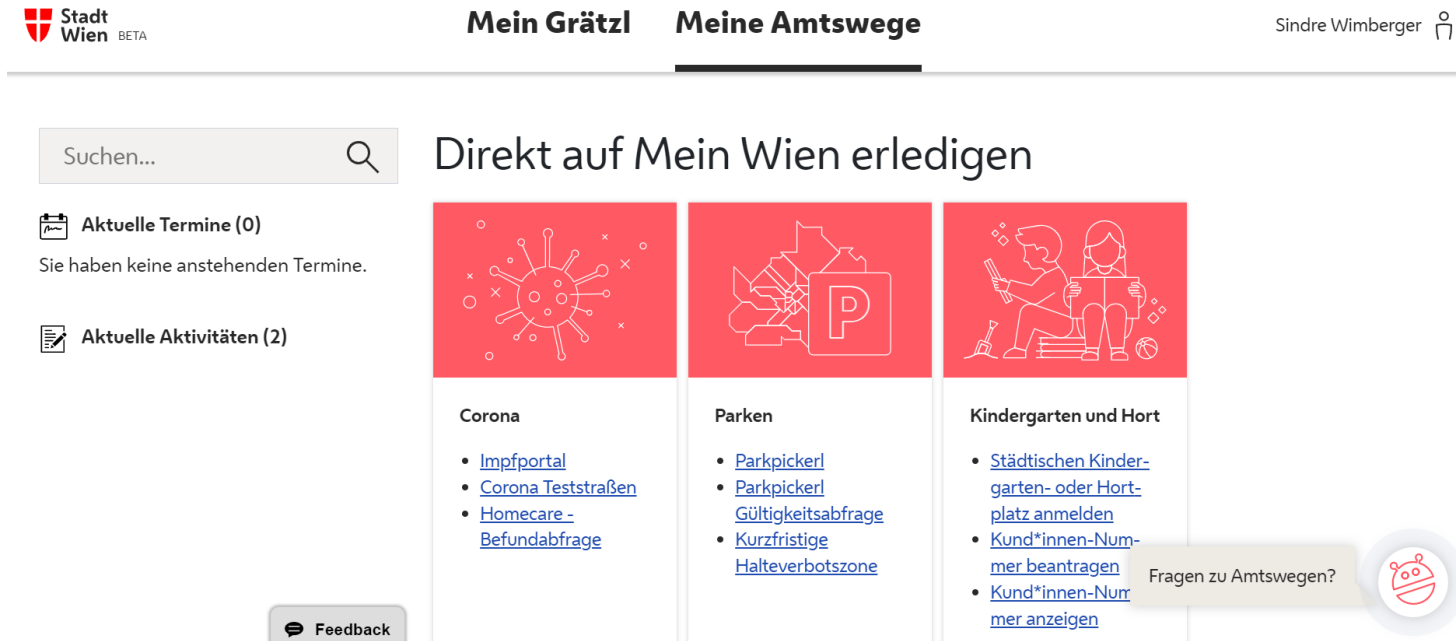 Stadt
Wien BETA
Mein Grätzl
Meine Amtswege
Sindre Wimberger
Suchen...
Aktuelle Termine (0)
Sie haben keine anstehenden Termine.
Aktuelle Aktivitäten (2)
Direkt auf Mein Wien erledigen
P
Corona
Impfportal
Corona Teststraßen
Homecare -
Befundabfrage
Parken
Parkpickerl
Parkpickerl
Gültigkeitsabfrage
Kurzfristige
Halteverbotszone
Kindergarten und Hort
Städtischen Kinder-
garten- oder Hort-
platz anmelden
Kund*innen-Num-
mer beantragen
Kund*innen-Num
mer anzeigen
Fragen zu Amtswegen?
Feedback